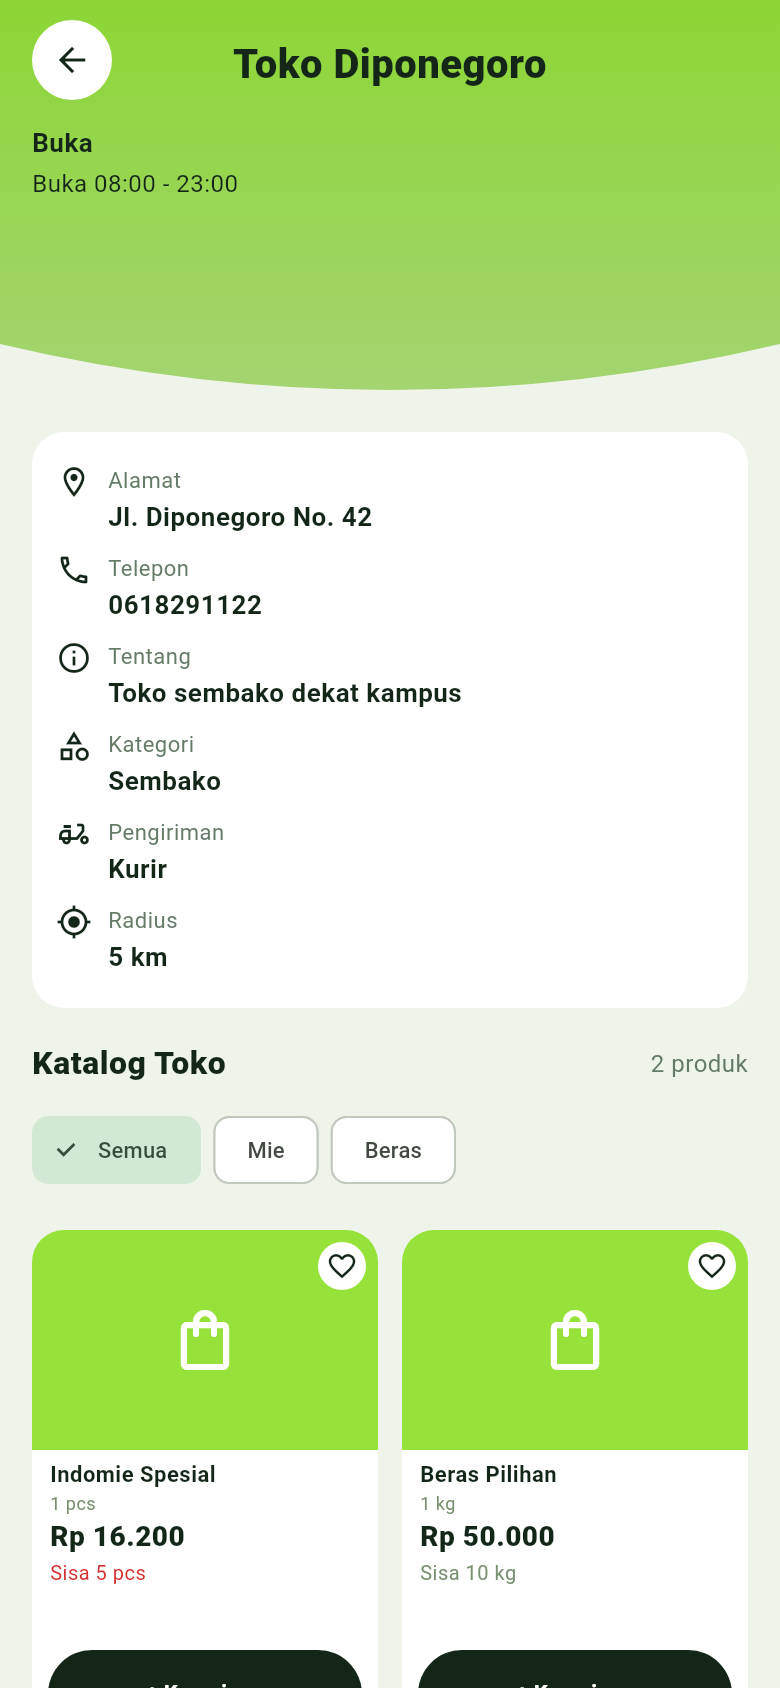 Toko Diponegoro
Buka
Buka 08:00 - 23:00
Alamat
Jl. Diponegoro No. 42
Telepon
0618291122
Tentang
Toko sembako dekat kampus
Kategori
Sembako
Pengiriman
Kurir
Radius
5 km
Katalog Toko
2 produk
Semua
Mie
Beras
Indomie Spesial
1 pcs
Rp 16.200
Sisa 5 pcs
Beras Pilihan
1 kg
Rp 50.000
Sisa 10 kg